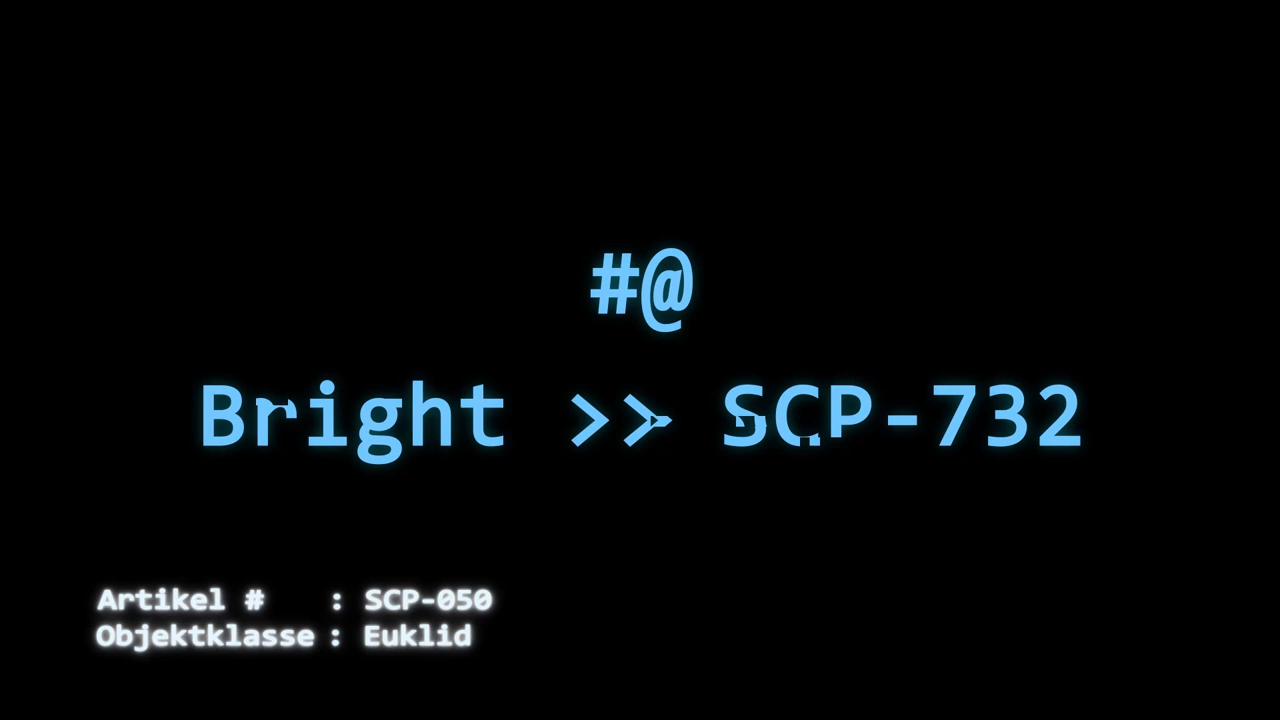 #@
Bright >> SCP-732
Artikel # : SCP-050
Objektklasse : Euklid